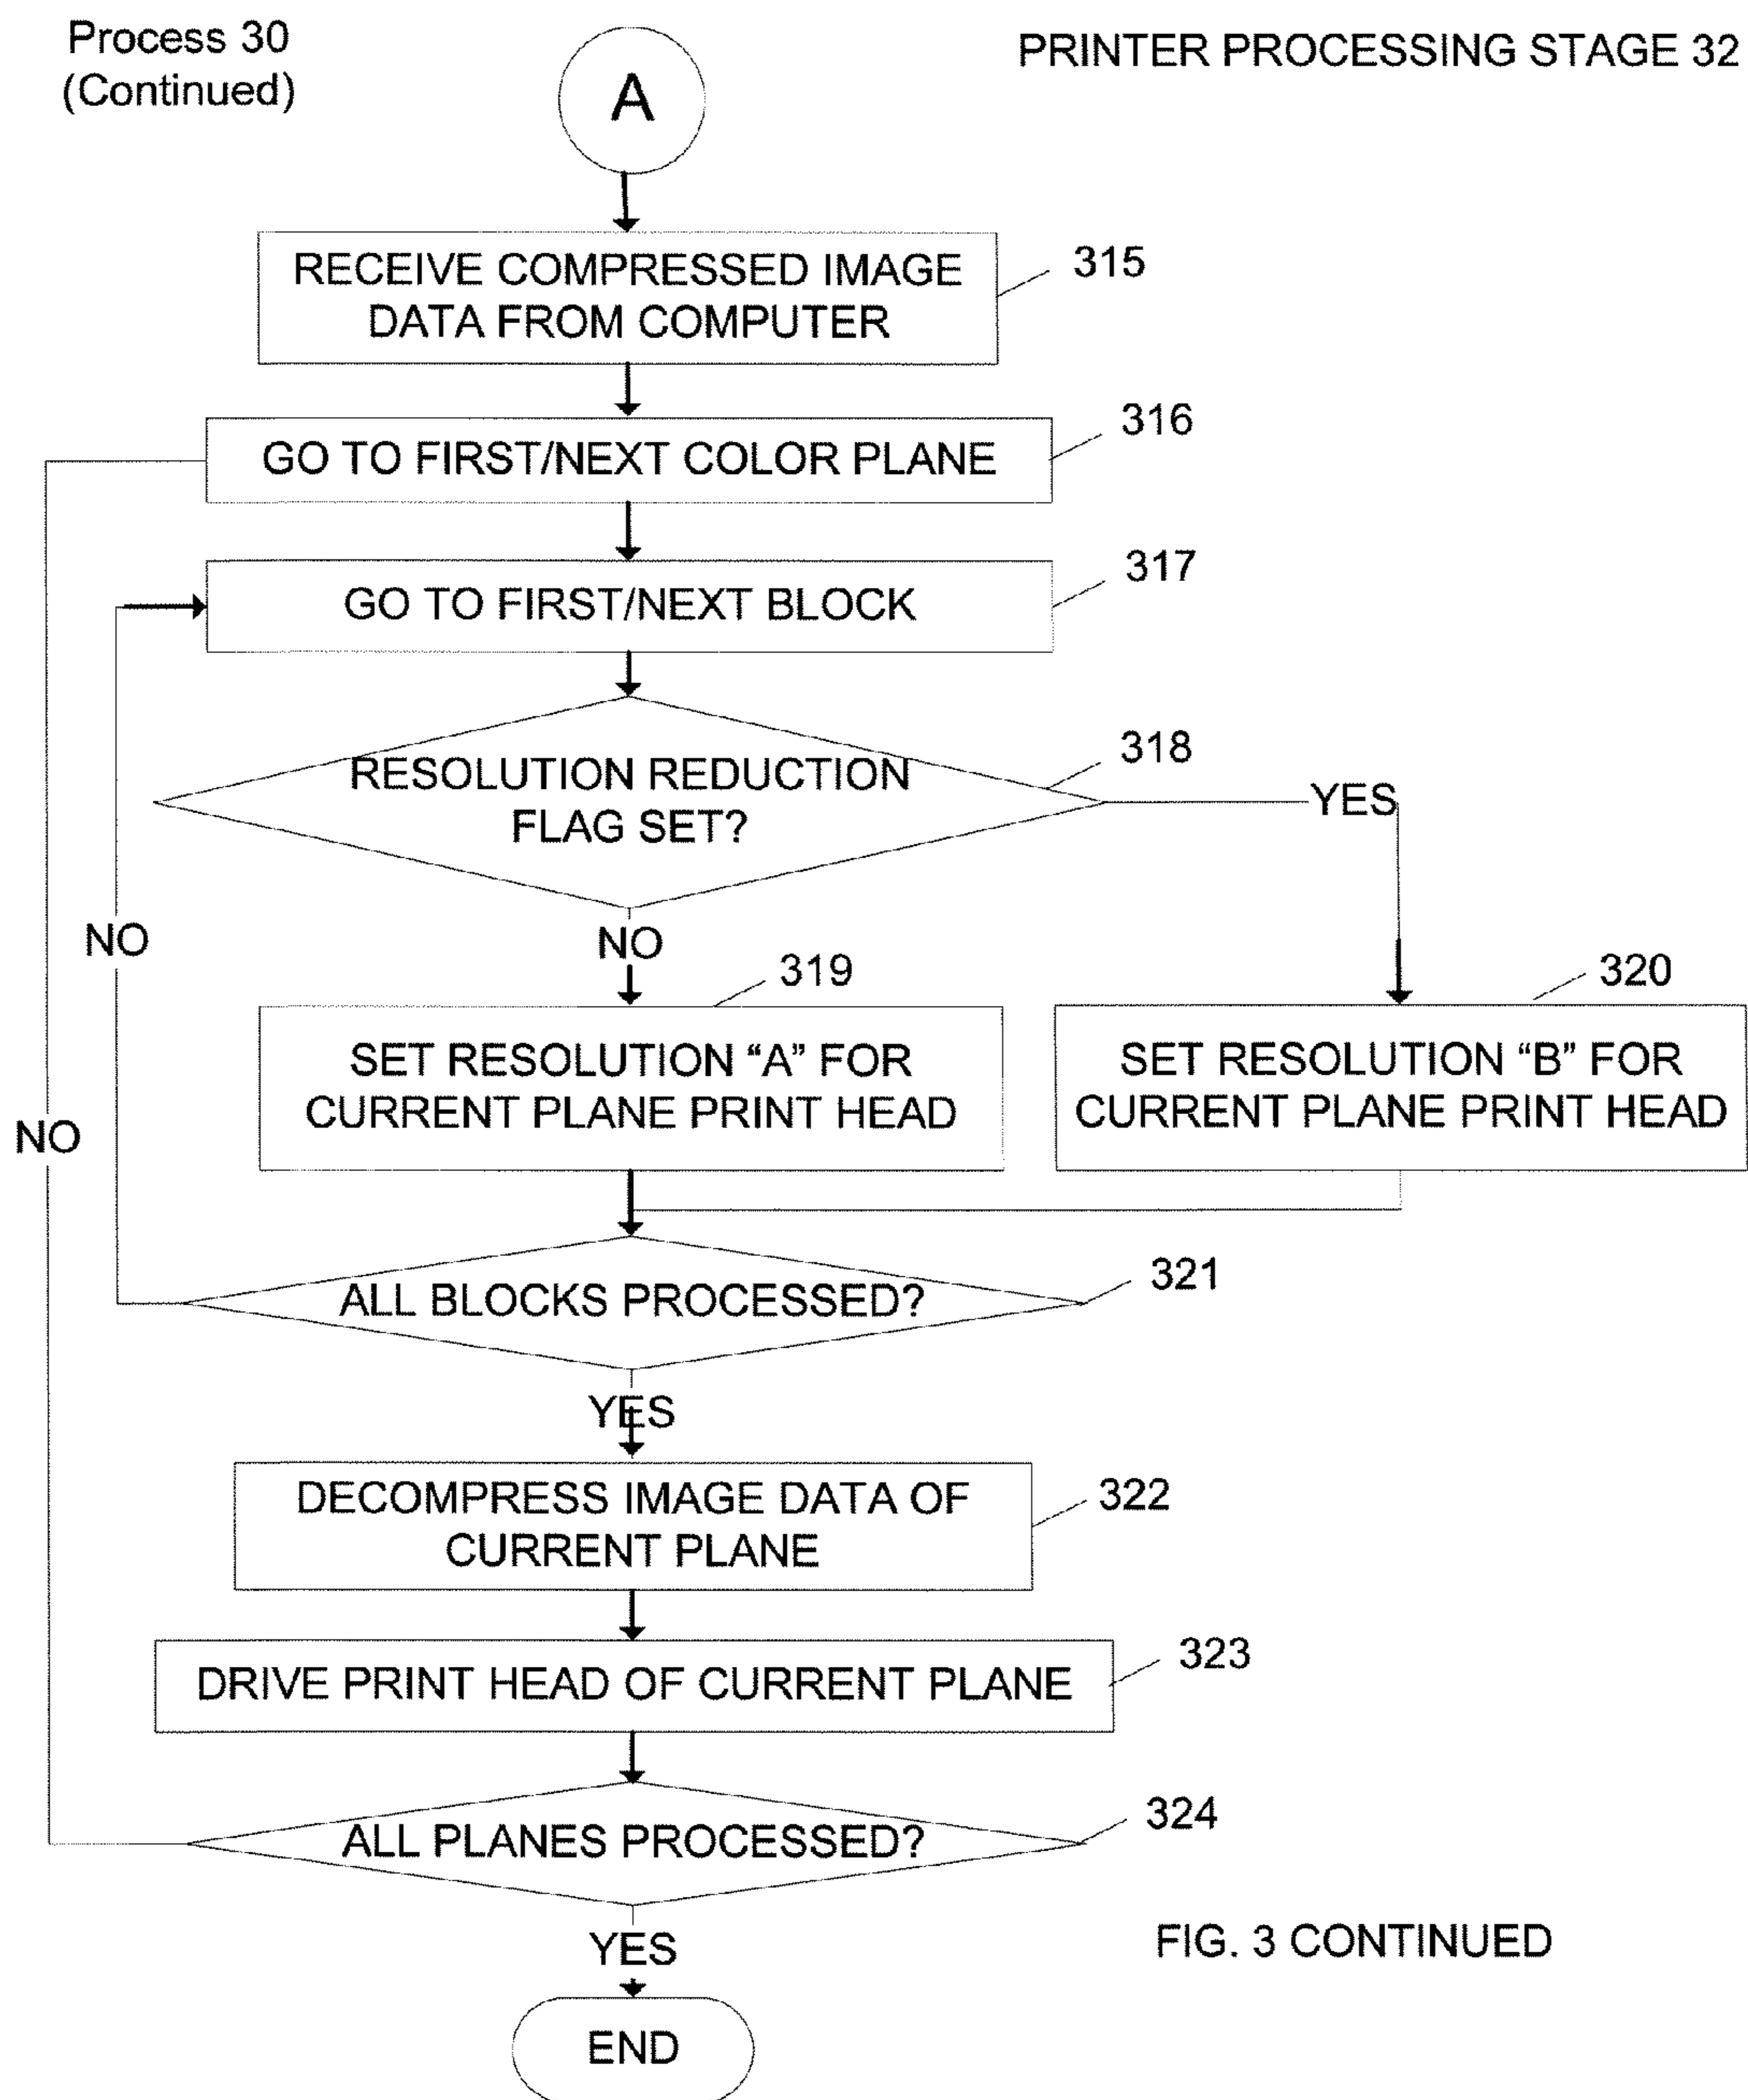 Process 30
(Continued)
PRINTER PROCESSING STAGE 32
A
RECEIVE COMPRESSED IMAGE
DATA FROM COMPUTER
315
GO TO FIRST/NEXT COLOR PLANE
316
GO TO FIRST/NEXT BLOCK
317
RESOLUTION REDUCTION
FLAG SET?
318
YES
NO
NO
319
320
SET RESOLUTION “A” FOR
CURRENT PLANE PRINT HEAD
SET RESOLUTION “B” FOR
CURRENT PLANE PRINT HEAD
NO
ALL BLOCKS PROCESSED?
321
YES
DECOMPRESS IMAGE DATA OF
CURRENT PLANE
322
DRIVE PRINT HEAD OF CURRENT PLANE
323
ALL PLANES PROCESSED?
324
YES
FIG. 3 CONTINUED
END